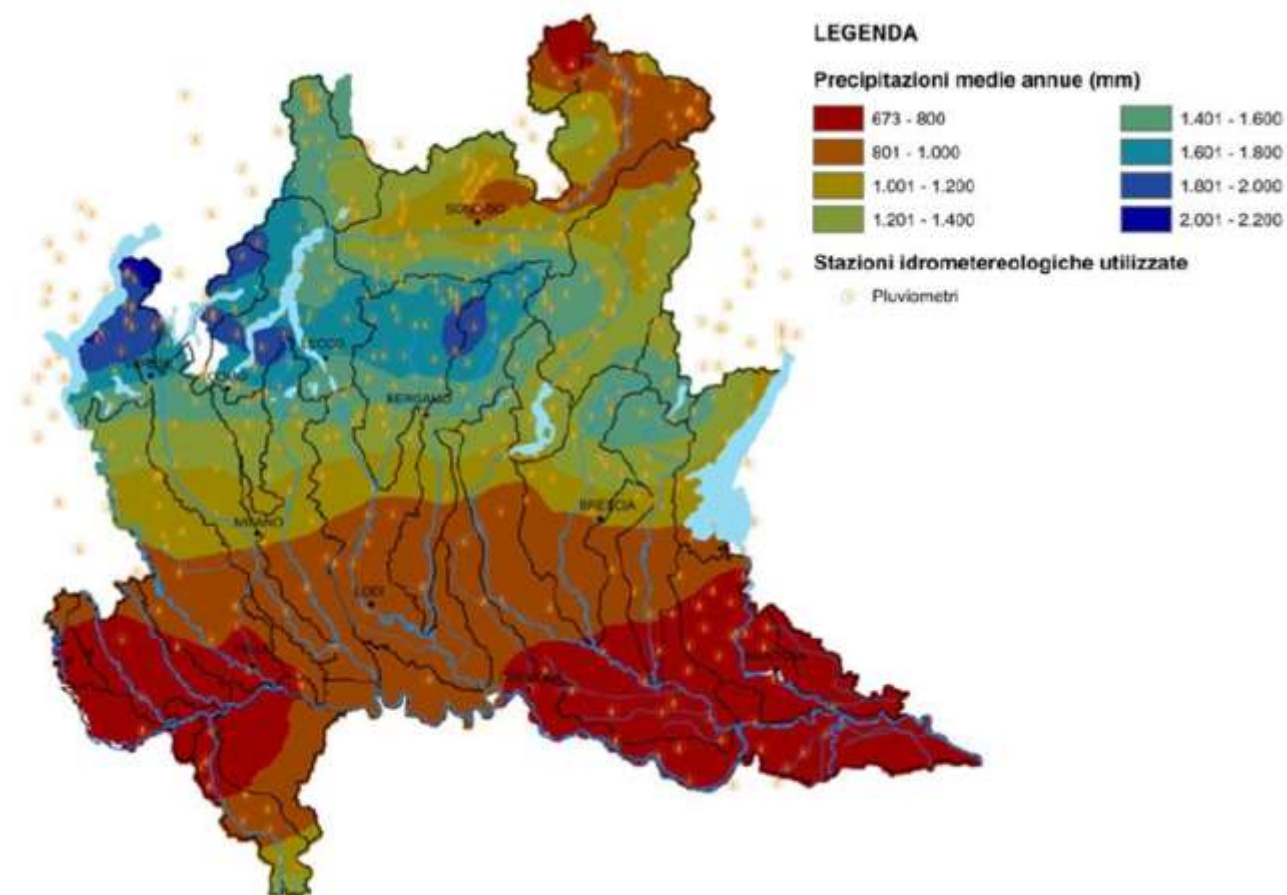 LEGENDA
Precipitazioni medie annue (mm)
673 - 800
801 - 1.000
1.001 - 1.200
1.201 - 1.400
1.401 - 1.600
1.601 - 1.800
1.801 - 2.000
2.001 - 2.200
Stazioni idrometereologiche utilizzate
Pluviometri
SONDRIO
LECCO
COMO
BERGAMO
BRESCIA
MILANO
LODI